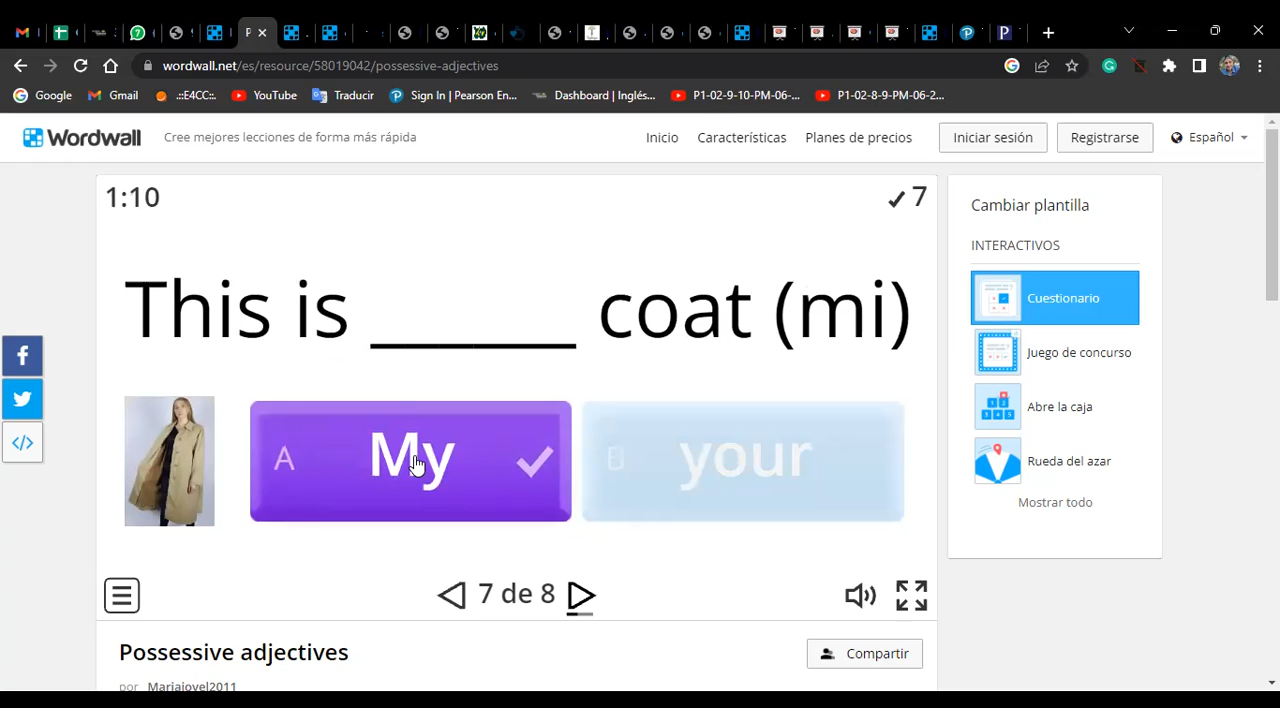 P
wordwall.net/es/resource/58019042/possessive-adjectives
Google
Gmail
.::E4CC::.
YouTube
Traducir
Sign In | Pearson En...
Dashboard | Inglés,...
P1-02-9-10-PM-06-...
P1-02-8-9-PM-06-2...
Wordwall
Cree mejores lecciones de forma más rápida
Inicio
Características
Planes de precios
Iniciar sesión
Registrarse
Español
1:10
7
This is ______ coat (mi)
A My
B your
7 de 8
Possessive adjectives
Compartir
por Mariajovel2011
Cambiar plantilla
INTERACTIVOS
Cuestionario
Juego de concurso
Abre la caja
Rueda del azar
Mostrar todo